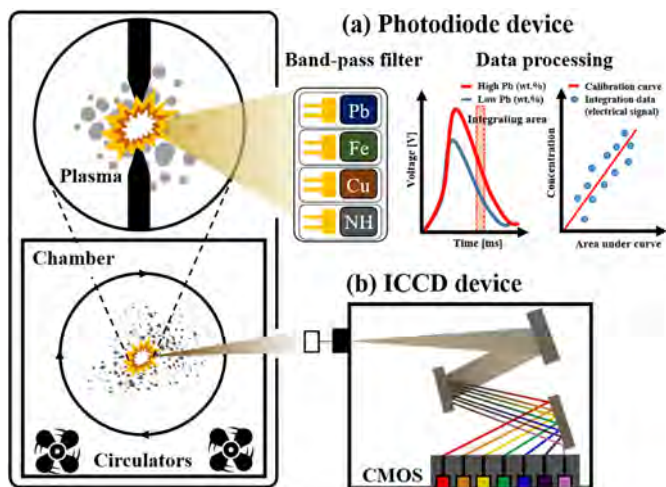 (a) Photodiode device
Band-pass filter
Data processing
Plasma
Pb
Fe
Cu
NH
High Pb (wt.%)
Low Pb (wt.%)
Integrating area
Voltage [V]
Time [ms]
Calibration curve
Integration data
(electrical signal)
Concentration
Area under curve
Chamber
Circulators
(b) ICCD device
CMOS